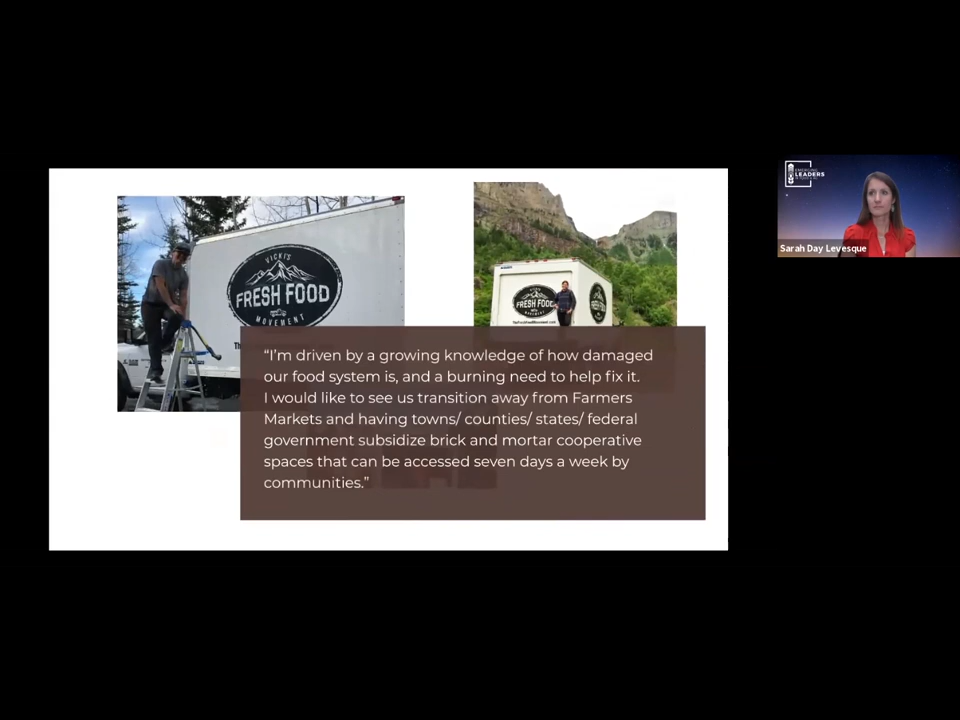 VICKI'S
FRESH FOOD
MOVEMENT
Th
FRESH FOOD
MOVEMENT
LEADERS
Sarah Day Levesque
“I’m driven by a growing knowledge of how damaged
our food system is, and a burning need to help fix it.
I would like to see us transition away from Farmers
Markets and having towns/ counties/ states/ federal
government subsidize brick and mortar cooperative
spaces that can be accessed seven days a week by
communities.”